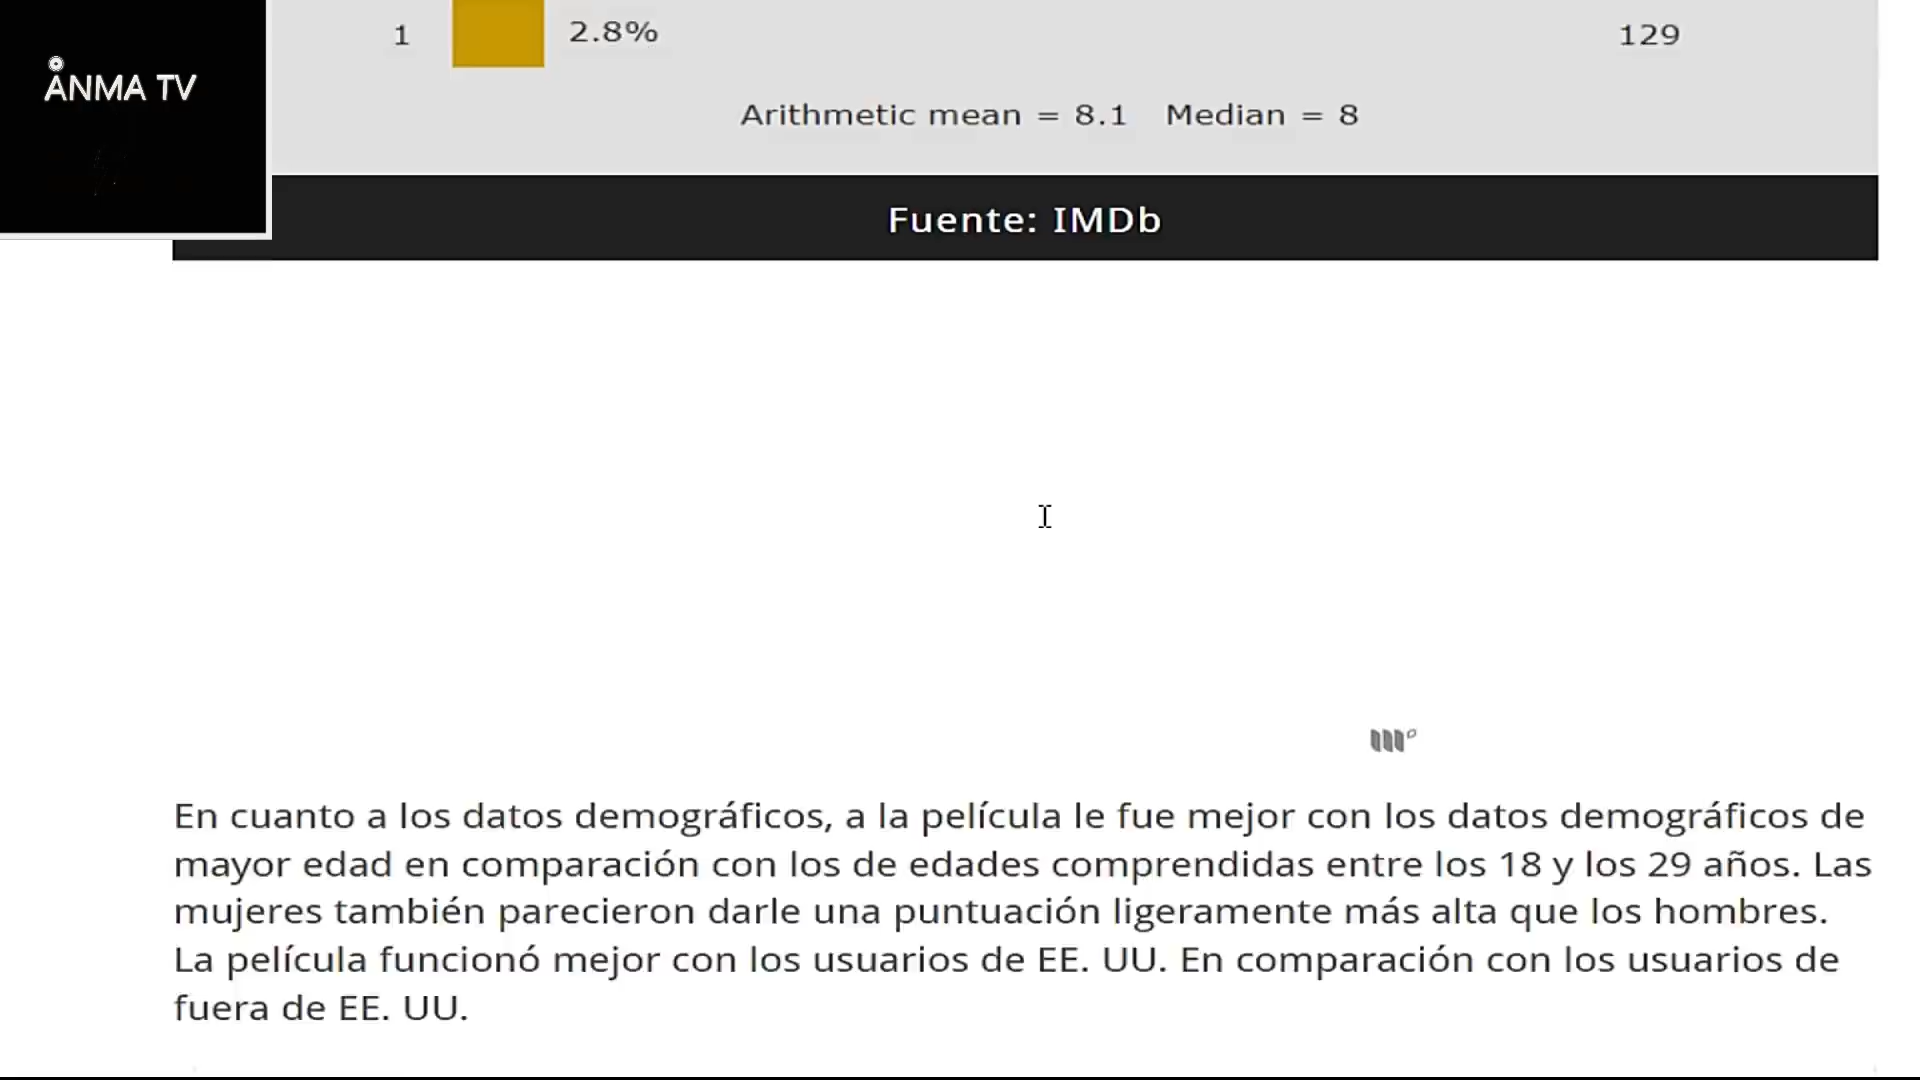 ÅNMA TV
1 2.8% 129
Arithmetic mean = 8.1 Median = 8
Fuente: IMDb
En cuanto a los datos demográficos, a la película le fue mejor con los datos demográficos de
mayor edad en comparación con los de edades comprendidas entre los 18 y los 29 años. Las
mujeres también parecieron darle una puntuación ligeramente más alta que los hombres.
La película funcionó mejor con los usuarios de EE. UU. En comparación con los usuarios de
fuera de EE. UU.